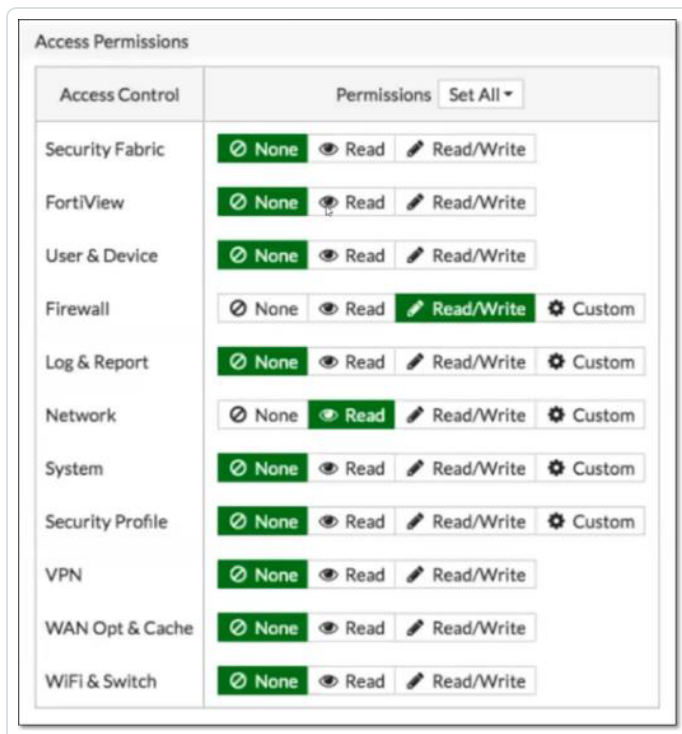 Access Permissions
Access Control Permissions Set All
Security Fabric None Read Read/Write
FortiView None Read Read/Write
User & Device None Read Read/Write
Firewall None Read Read/Write Custom
Log & Report None Read Read/Write Custom
Network None Read Read/Write Custom
System None Read Read/Write Custom
Security Profile None Read Read/Write Custom
VPN None Read Read/Write
WAN Opt & Cache None Read Read/Write
WiFi & Switch None Read Read/Write